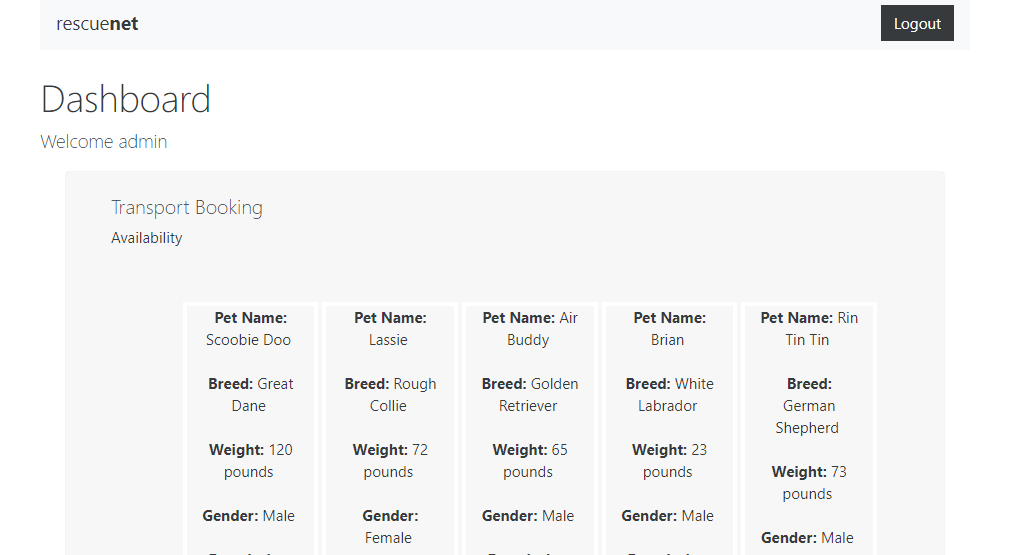 rescuenet
Logout
Dashboard
Welcome admin
Transport Booking
Availability
Pet Name:
Scoobie Doo
Breed: Great
Dane
Weight: 120
pounds
Gender: Male
Pet Name:
Lassie
Breed: Rough
Collie
Weight: 72
pounds
Gender:
Female
Pet Name: Air
Buddy
Breed: Golden
Retriever
Weight: 65
pounds
Gender: Male
Pet Name:
Brian
Breed: White
Labrador
Weight: 23
pounds
Gender: Male
Pet Name: Rin
Tin Tin
Breed:
German
Shepherd
Weight: 73
pounds
Gender: Male